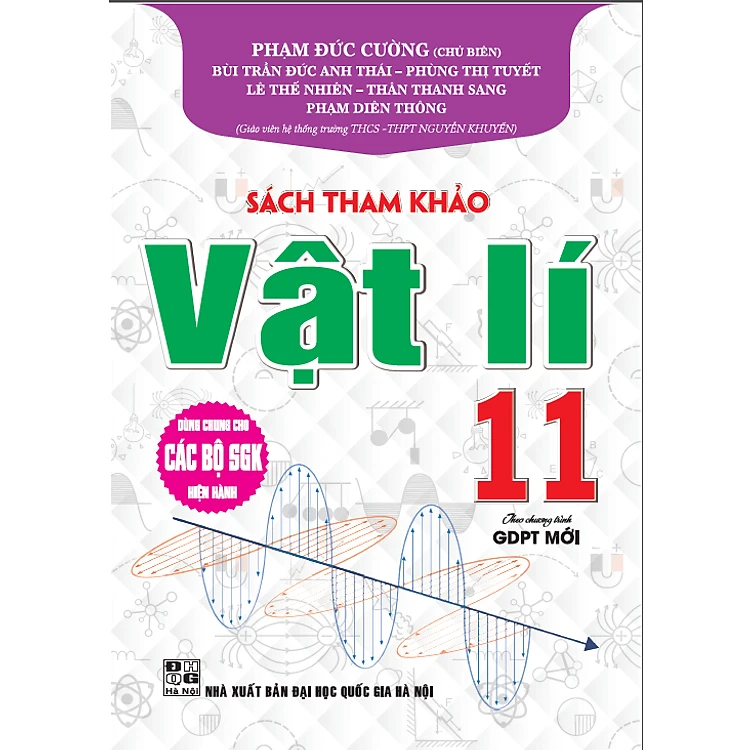 PHẠM ĐỨC CƯỜNG (CHỦ BIÊN)
BÙI TRẦN ĐỨC ANH THÁI – PHÙNG THỊ TUYẾT
LÊ THẾ NHIÊN – THÂN THANH SANG
PHẠM DIÊN THÔNG
(Giáo viên hệ thống trường THCS -THPT NGUYỄN KHUYẾN)
SÁCH THAM KHẢO
Vật lí
11
DÙNG CHUNG CHO
CÁC BỘ SGK
HIỆN HÀNH
Theo chương trình
GDPT MỚI
ĐHQG
Hà Nội
NHÀ XUẤT BẢN ĐẠI HỌC QUỐC GIA HÀ NỘI